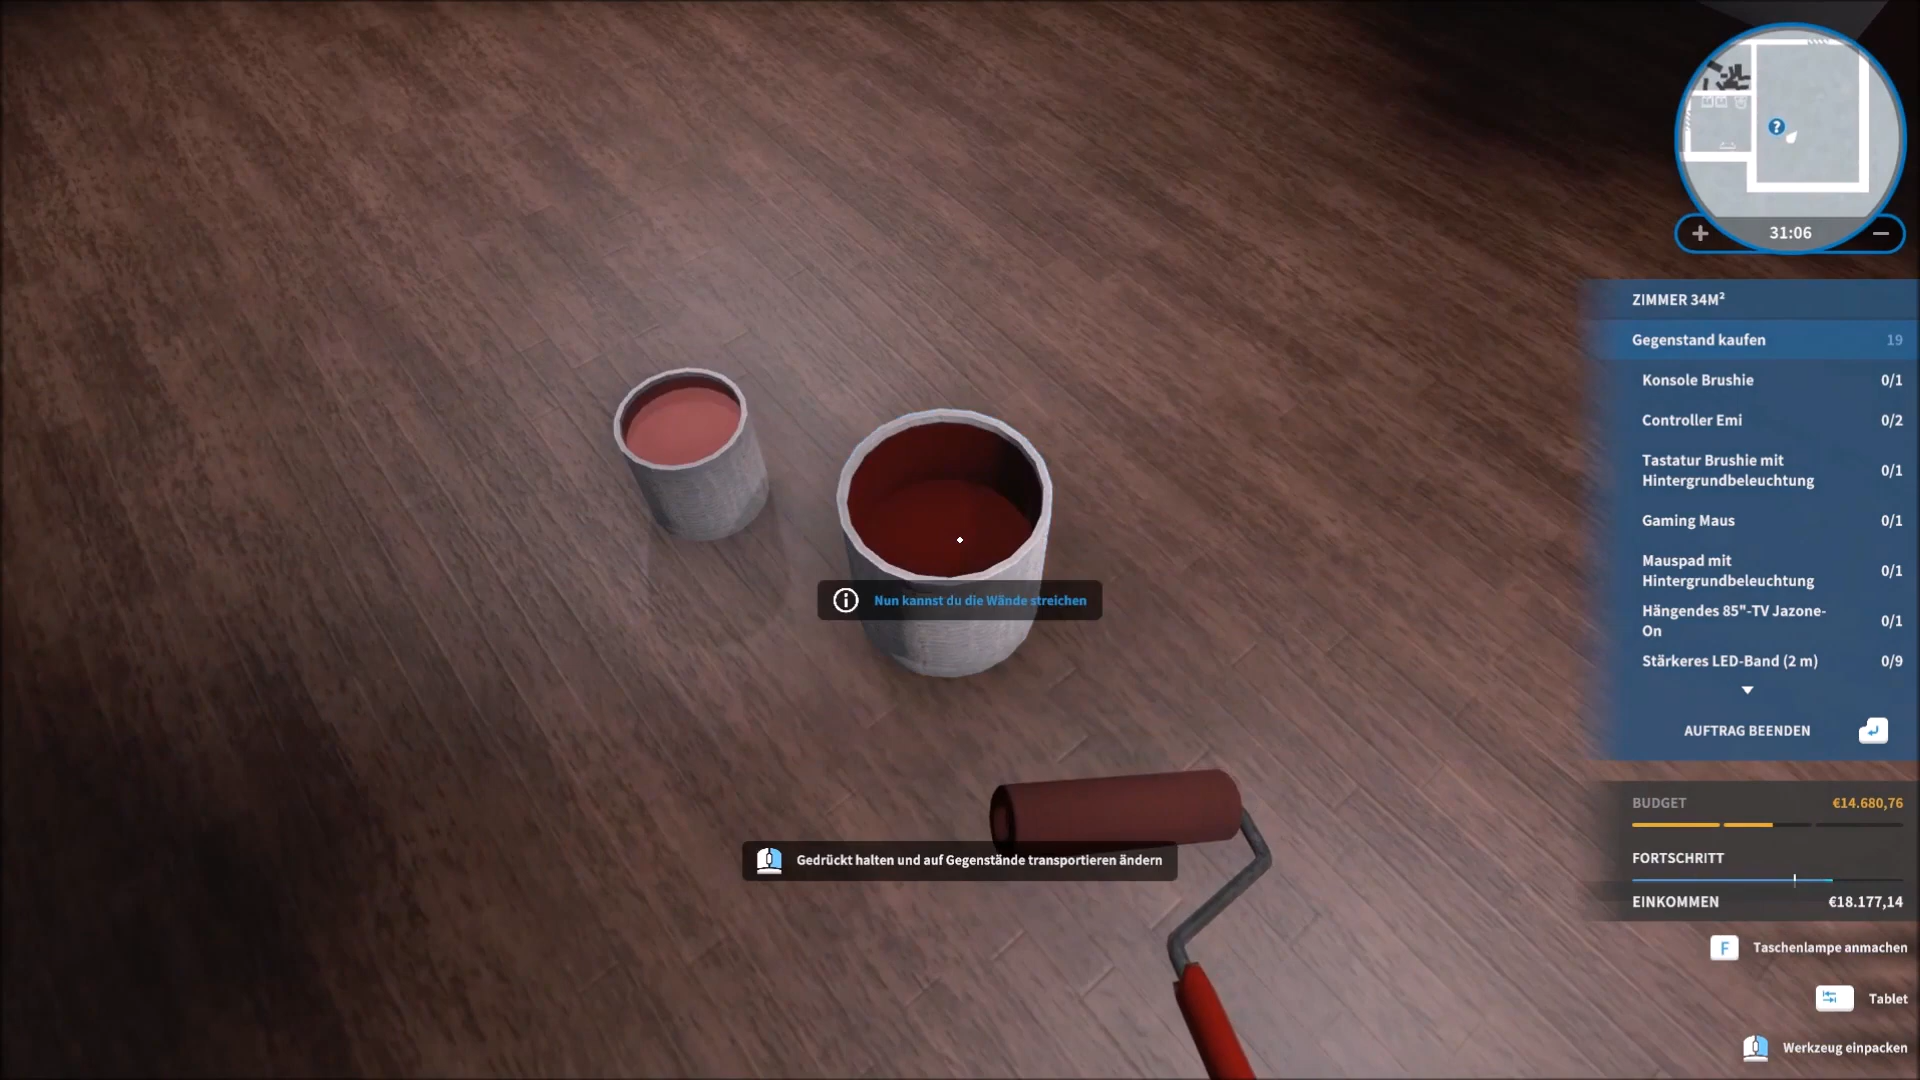 ?
31:06
ZIMMER 34M²
Gegenstand kaufen 19
Konsole Brushie 0/1
Controller Emi 0/2
Tastatur Brushie mit
Hintergrundbeleuchtung 0/1
Gaming Maus 0/1
Mauspad mit
Hintergrundbeleuchtung 0/1
Hängendes 85"-TV Jazone-
On 0/1
Stärkeres LED-Band (2 m) 0/9
AUFTRAG BEENDEN
Nun kannst du die Wände streichen
Gedrückt halten und auf Gegenstände transportieren ändern
BUDGET €14.680,76
FORTSCHRITT
EINKOMMEN €18.177,14
F Taschenlampe anmachen
Tablet
Werkzeug einpacken